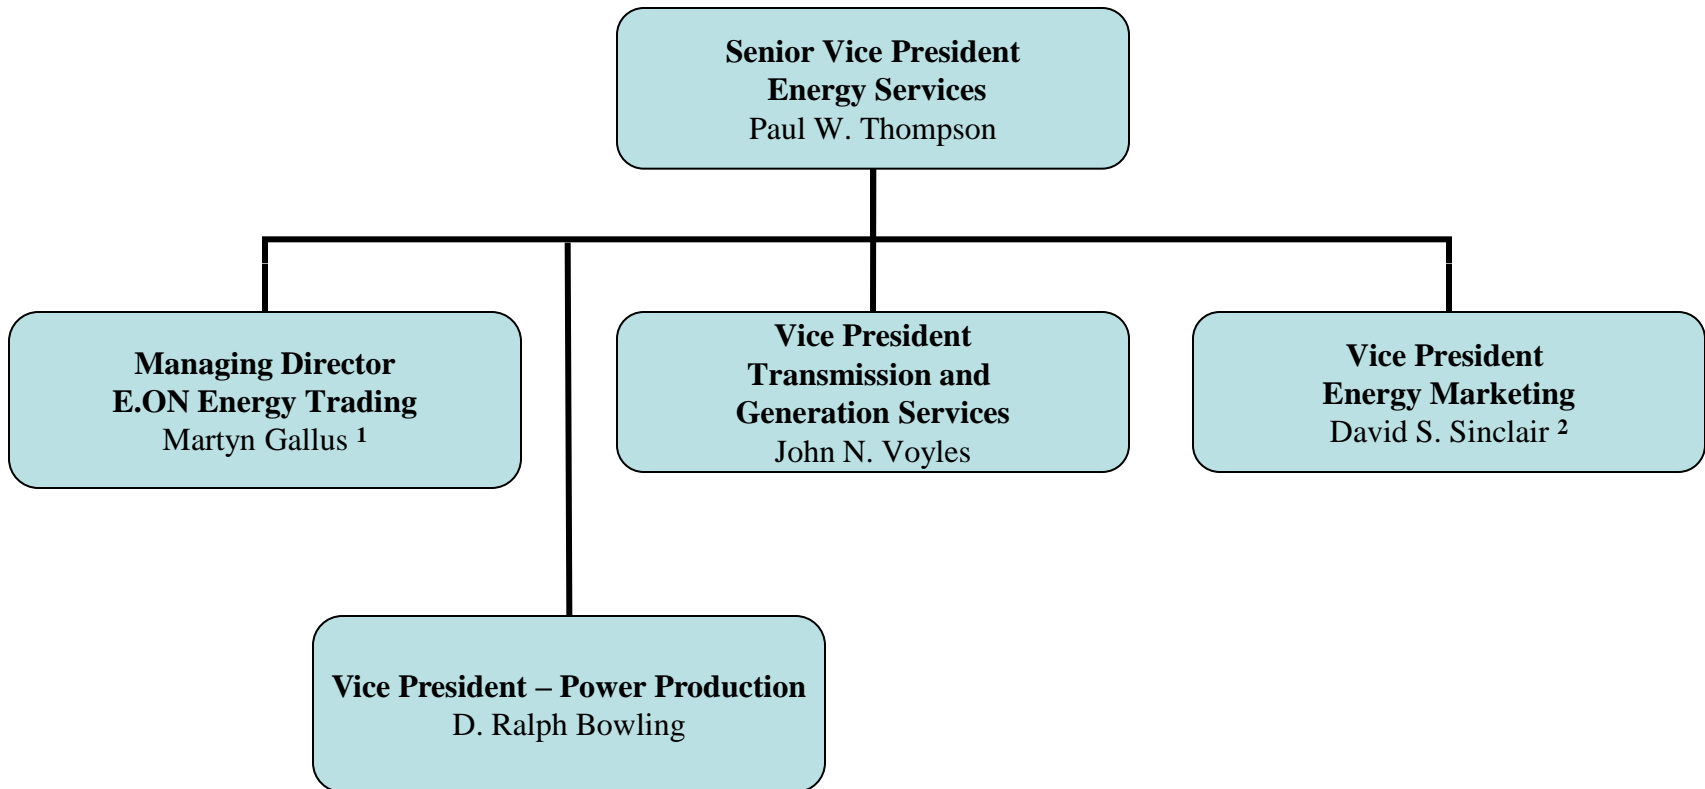 Senior Vice President
Energy Services
Paul W. Thompson
Managing Director
E.ON Energy Trading
Martyn Gallus 1
Vice President
Transmission and
Generation Services
John N. Voyles
Vice President
Energy Marketing
David S. Sinclair 2
Vice President – Power Production
D. Ralph Bowling